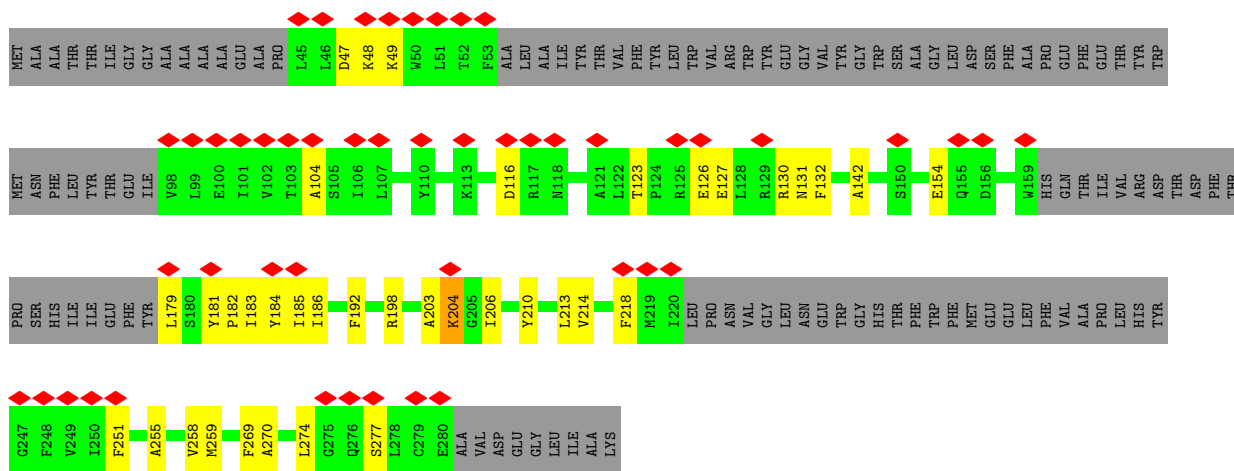 MET ALA ALA THR THR ILE GLY GLY ALA ALA ALA ALA GLU ALA PRO L45 L46 D47 K48 K49 W50 L51 T52 F53 ALA LEU ALA ILE TYR THR VAL PHE TYR LEU TRP VAL ARG TRP TYR GLU GLY VAL TYR GLY TRP SER ALA GLY LEU ASP SER PHE ALA PRO GLU PHE GLU THR TYR TRP
MET ASN PHE LEU TYR THR GLU ILE V98 L99 E100 I101 V102 T103 A104 S105 I106 L107 Y110 K113 D116 R117 N118 A121 L122 T123 P124 R125 E126 E127 L128 R129 R130 N131 F132 A142 S150 E154 Q155 D156 W159 HIS GLN THR ILE VAL ARG ASP THR ASP PHE THR
PRO SER HIS ILE ILE GLU PHE TYR L179 S180 Y181 P182 I183 Y184 I185 I186 F192 R198 A203 K204 G205 I206 Y210 L213 V214 F218 M219 I220 LEU PRO ASN VAL GLY LEU ASN GLU TRP GLY HIS THR PHE TRP PHE MET GLU GLU LEU PHE VAL ALA PRO LEU HIS TYR
G247 F248 V249 I250 F251 A255 V258 M259 F269 A270 L274 G275 Q276 S277 L278 C279 E280 ALA VAL ASP GLU GLY LEU ILE ALA LYS